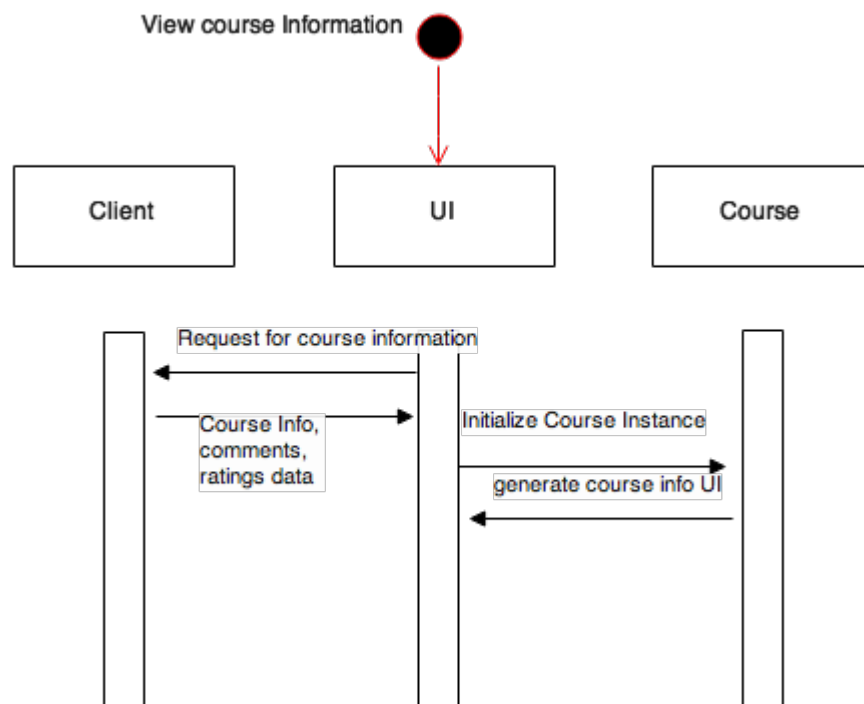 View course Information
Client
UI
Course
Request for course information
Course Info,
comments,
ratings data
Initialize Course Instance
generate course info UI